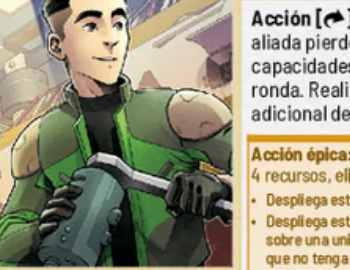 Acción [
aliada pierde
capacidades
ronda. Reali
adicional de
Acción épica:
4 recursos, eli
• Despliega est
• Despliega est
sobre una uni
que no tenga